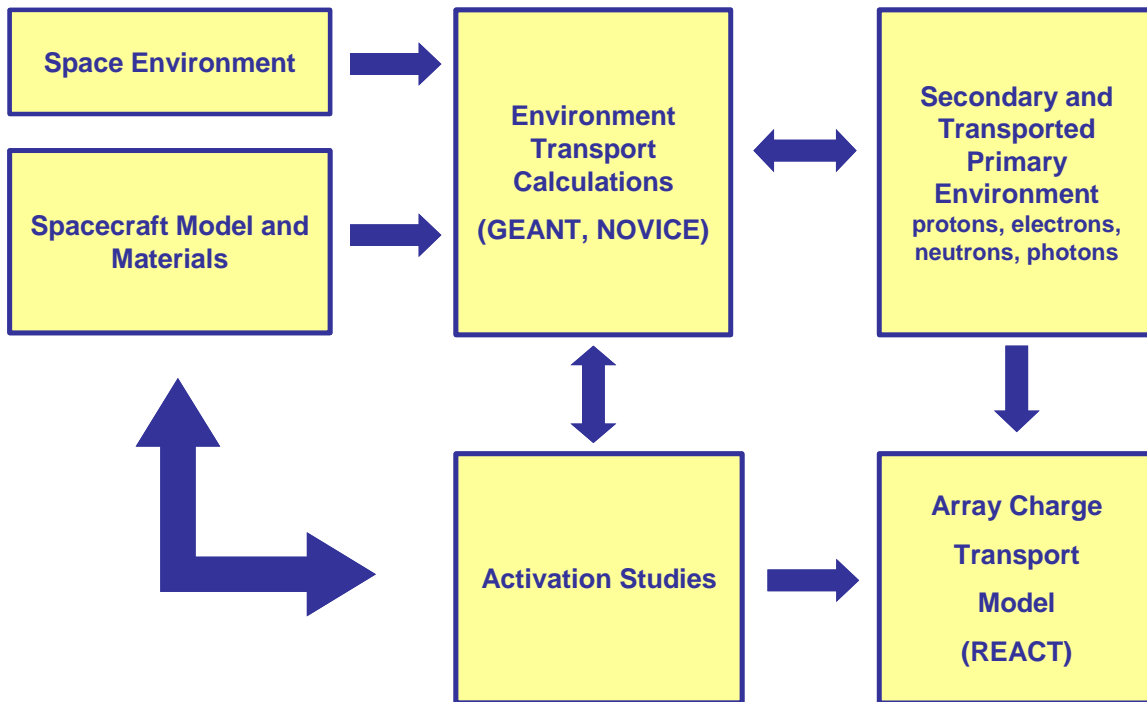 Space Environment
Spacecraft Model and
Materials
Environment
Transport
Calculations
(GEANT, NOVICE)
Secondary and
Transported
Primary
Environment
protons, electrons,
neutrons, photons
Activation Studies
Array Charge
Transport
Model
(REACT)